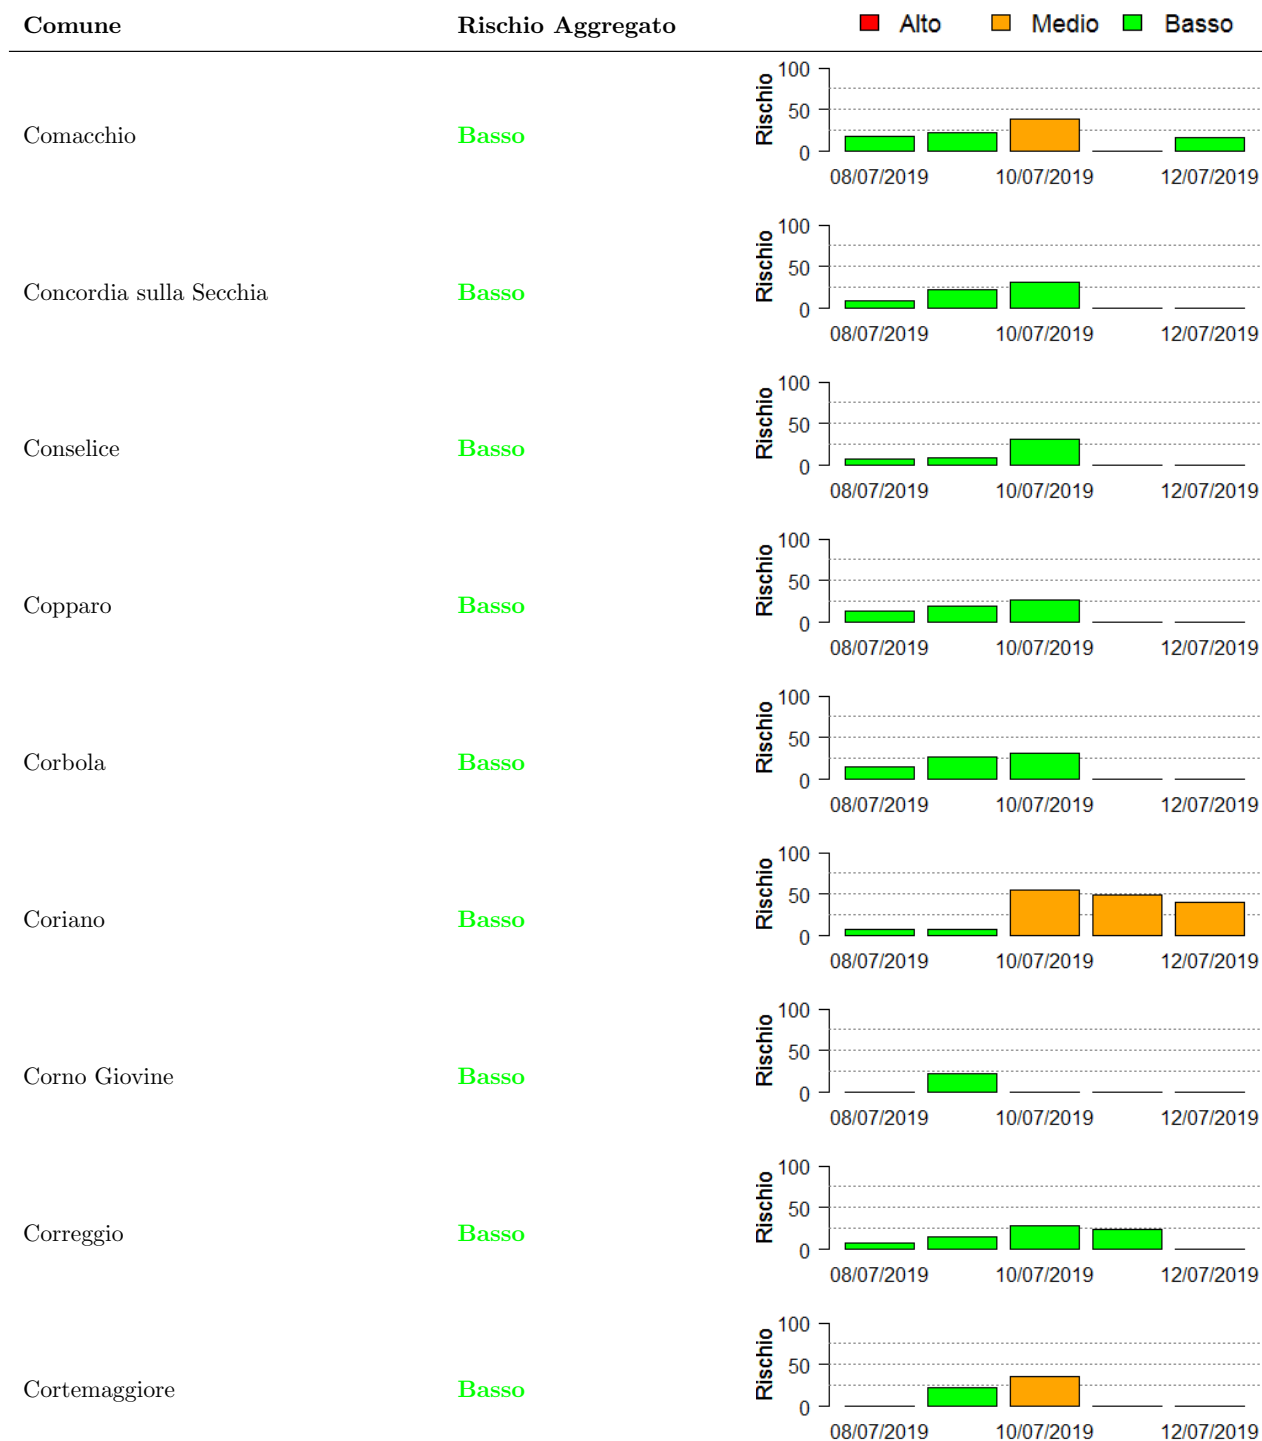 Comune Rischio Aggregato Alto Medio Basso
Comacchio Basso
Rischio
100
50
0
08/07/2019 10/07/2019 12/07/2019
Concordia sulla Secchia Basso
Rischio
100
50
0
08/07/2019 10/07/2019 12/07/2019
Conselice Basso
Rischio
100
50
0
08/07/2019 10/07/2019 12/07/2019
Copparo Basso
Rischio
100
50
0
08/07/2019 10/07/2019 12/07/2019
Corbola Basso
Rischio
100
50
0
08/07/2019 10/07/2019 12/07/2019
Coriano Basso
Rischio
100
50
0
08/07/2019 10/07/2019 12/07/2019
Corno Giovine Basso
Rischio
100
50
0
08/07/2019 10/07/2019 12/07/2019
Correggio Basso
Rischio
100
50
0
08/07/2019 10/07/2019 12/07/2019
Cortemaggiore Basso
Rischio
100
50
0
08/07/2019 10/07/2019 12/07/2019